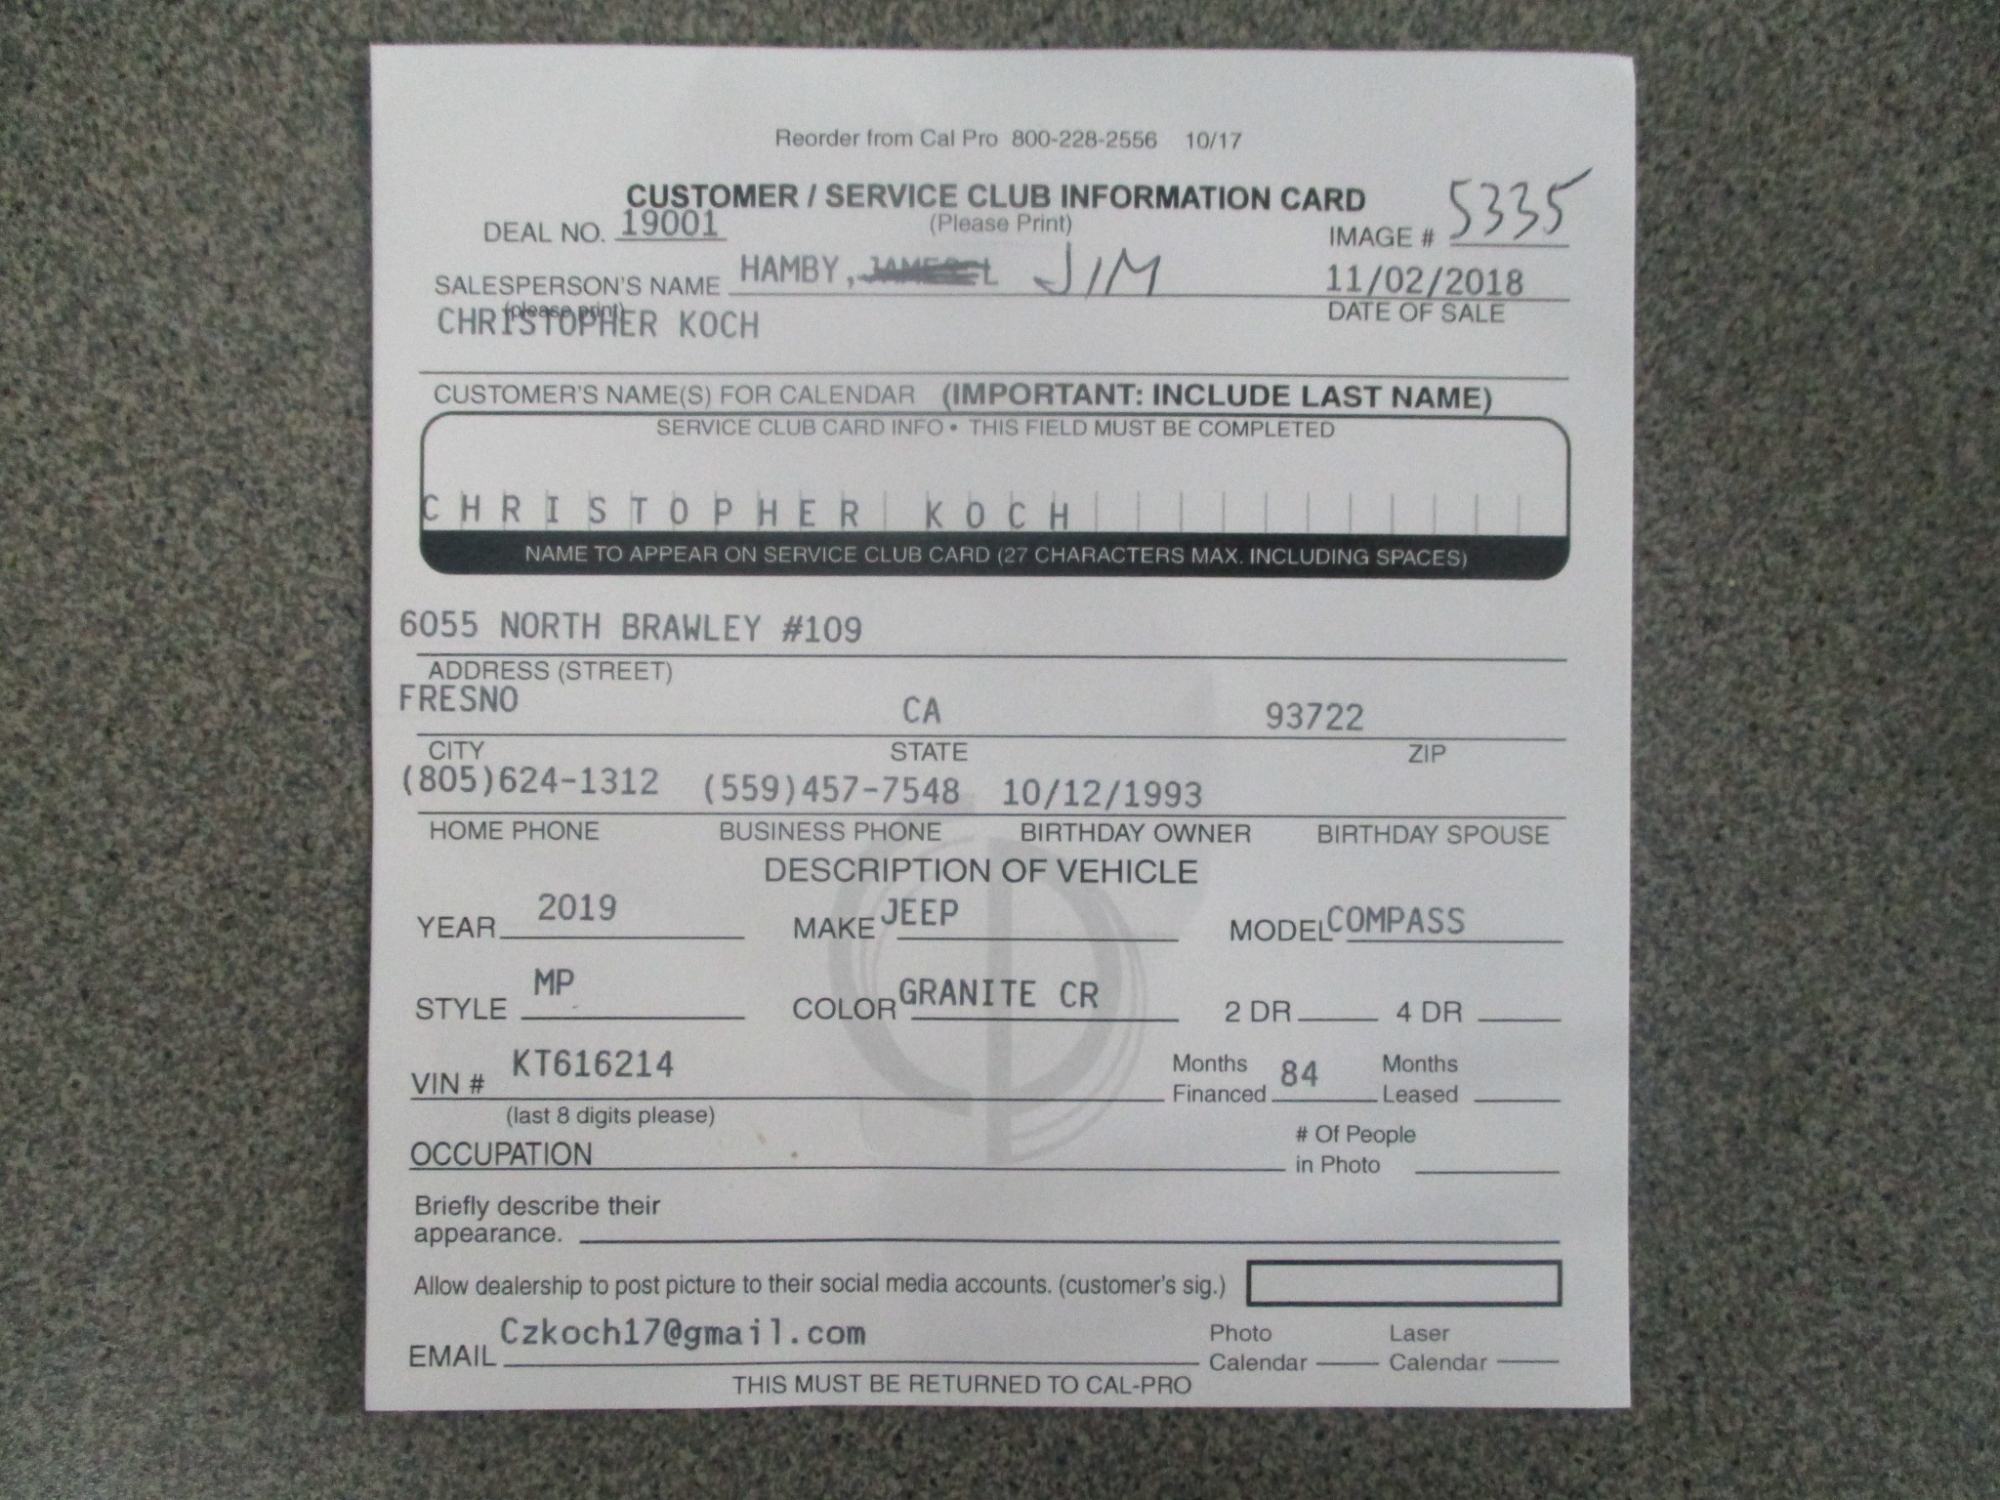 Reorder from Cal Pro 800-228-2556 10/17
CUSTOMER / SERVICE CLUB INFORMATION CARD
DEAL NO. 19001 (Please Print) IMAGE # 5335
SALESPERSON'S NAME HAMBY, JIM 11/02/2018
(please print) DATE OF SALE
CHRISTOPHER KOCH
CUSTOMER'S NAME(S) FOR CALENDAR (IMPORTANT: INCLUDE LAST NAME)
SERVICE CLUB CARD INFO • THIS FIELD MUST BE COMPLETED
CHRISTOPHER KOCH
NAME TO APPEAR ON SERVICE CLUB CARD (27 CHARACTERS MAX. INCLUDING SPACES)
6055 NORTH BRAWLEY #109
ADDRESS (STREET)
FRESNO CA 93722
CITY STATE ZIP
(805)624-1312 (559)457-7548 10/12/1993
HOME PHONE BUSINESS PHONE BIRTHDAY OWNER BIRTHDAY SPOUSE
DESCRIPTION OF VEHICLE
YEAR 2019 MAKE JEEP MODEL COMPASS
STYLE MP COLOR GRANITE CR 2 DR 4 DR
VIN # KT616214 Months Financed 84 Months Leased
(last 8 digits please)
OCCUPATION # Of People in Photo
Briefly describe their
appearance.
Allow dealership to post picture to their social media accounts. (customer's sig.)
EMAIL Czkoch17@gmail.com Photo Calendar Laser Calendar
THIS MUST BE RETURNED TO CAL-PRO